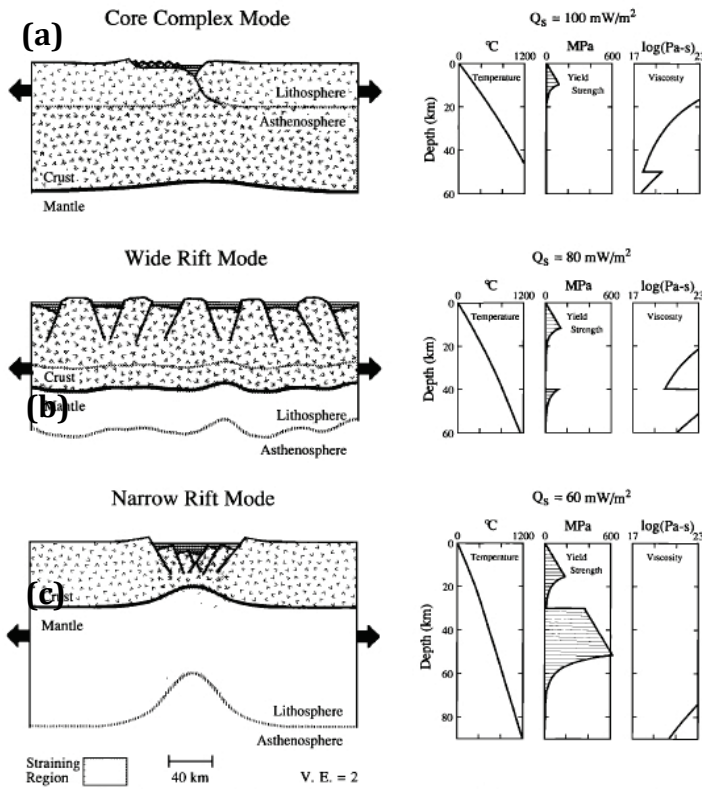 (a)
Core Complex Mode
Lithosphere
Asthenosphere
Crust
Mantle
Qs = 100 mW/m²
°C MPa log(Pa-s)
0 1200 0 600 17 23
Temperature Yield Strength Viscosity
Depth (km)
0
20
40
60
Wide Rift Mode
Crust
Mantle
(b)
Lithosphere
Asthenosphere
Qs = 80 mW/m²
°C MPa log(Pa-s)
0 1200 0 600 17 23
Temperature Yield Strength Viscosity
Depth (km)
0
20
40
60
Narrow Rift Mode
(c)
Crust
Mantle
Lithosphere
Asthenosphere
Qs = 60 mW/m²
°C MPa log(Pa-s)
0 1200 0 600 17 23
Temperature Yield Strength Viscosity
Depth (km)
0
20
40
60
80
Straining
Region
40 km
V. E. = 2